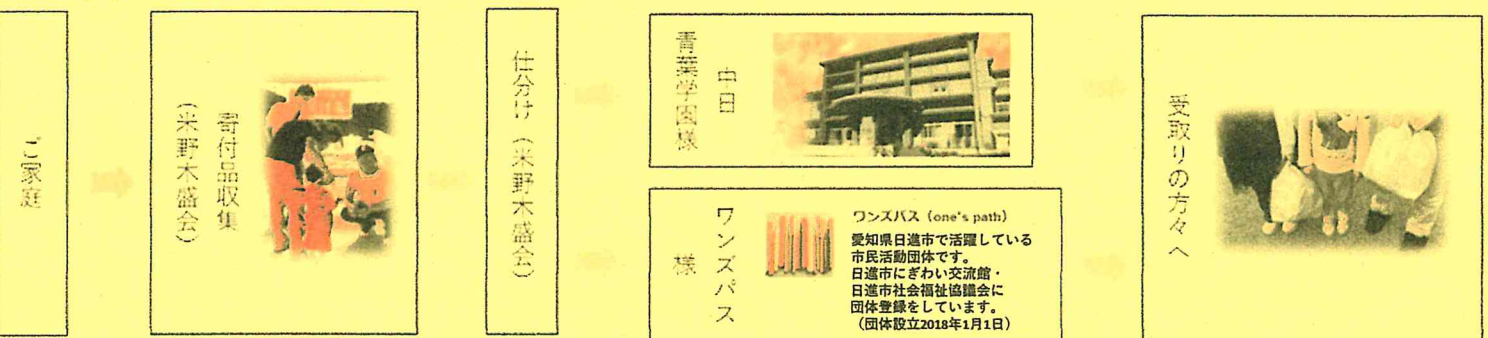 ご家庭
寄付品収集
（米野木盛会）
仕分け（米野木盛会）
中日
青葉学園様
ワンズパス
様
ワンズパス（one's path）
愛知県日進市で活躍している
市民活動団体です。
日進市にぎわい交流館・
日進市社会福祉協議会に
団体登録をしています。
（団体設立2018年1月1日）
受取りの方々へ